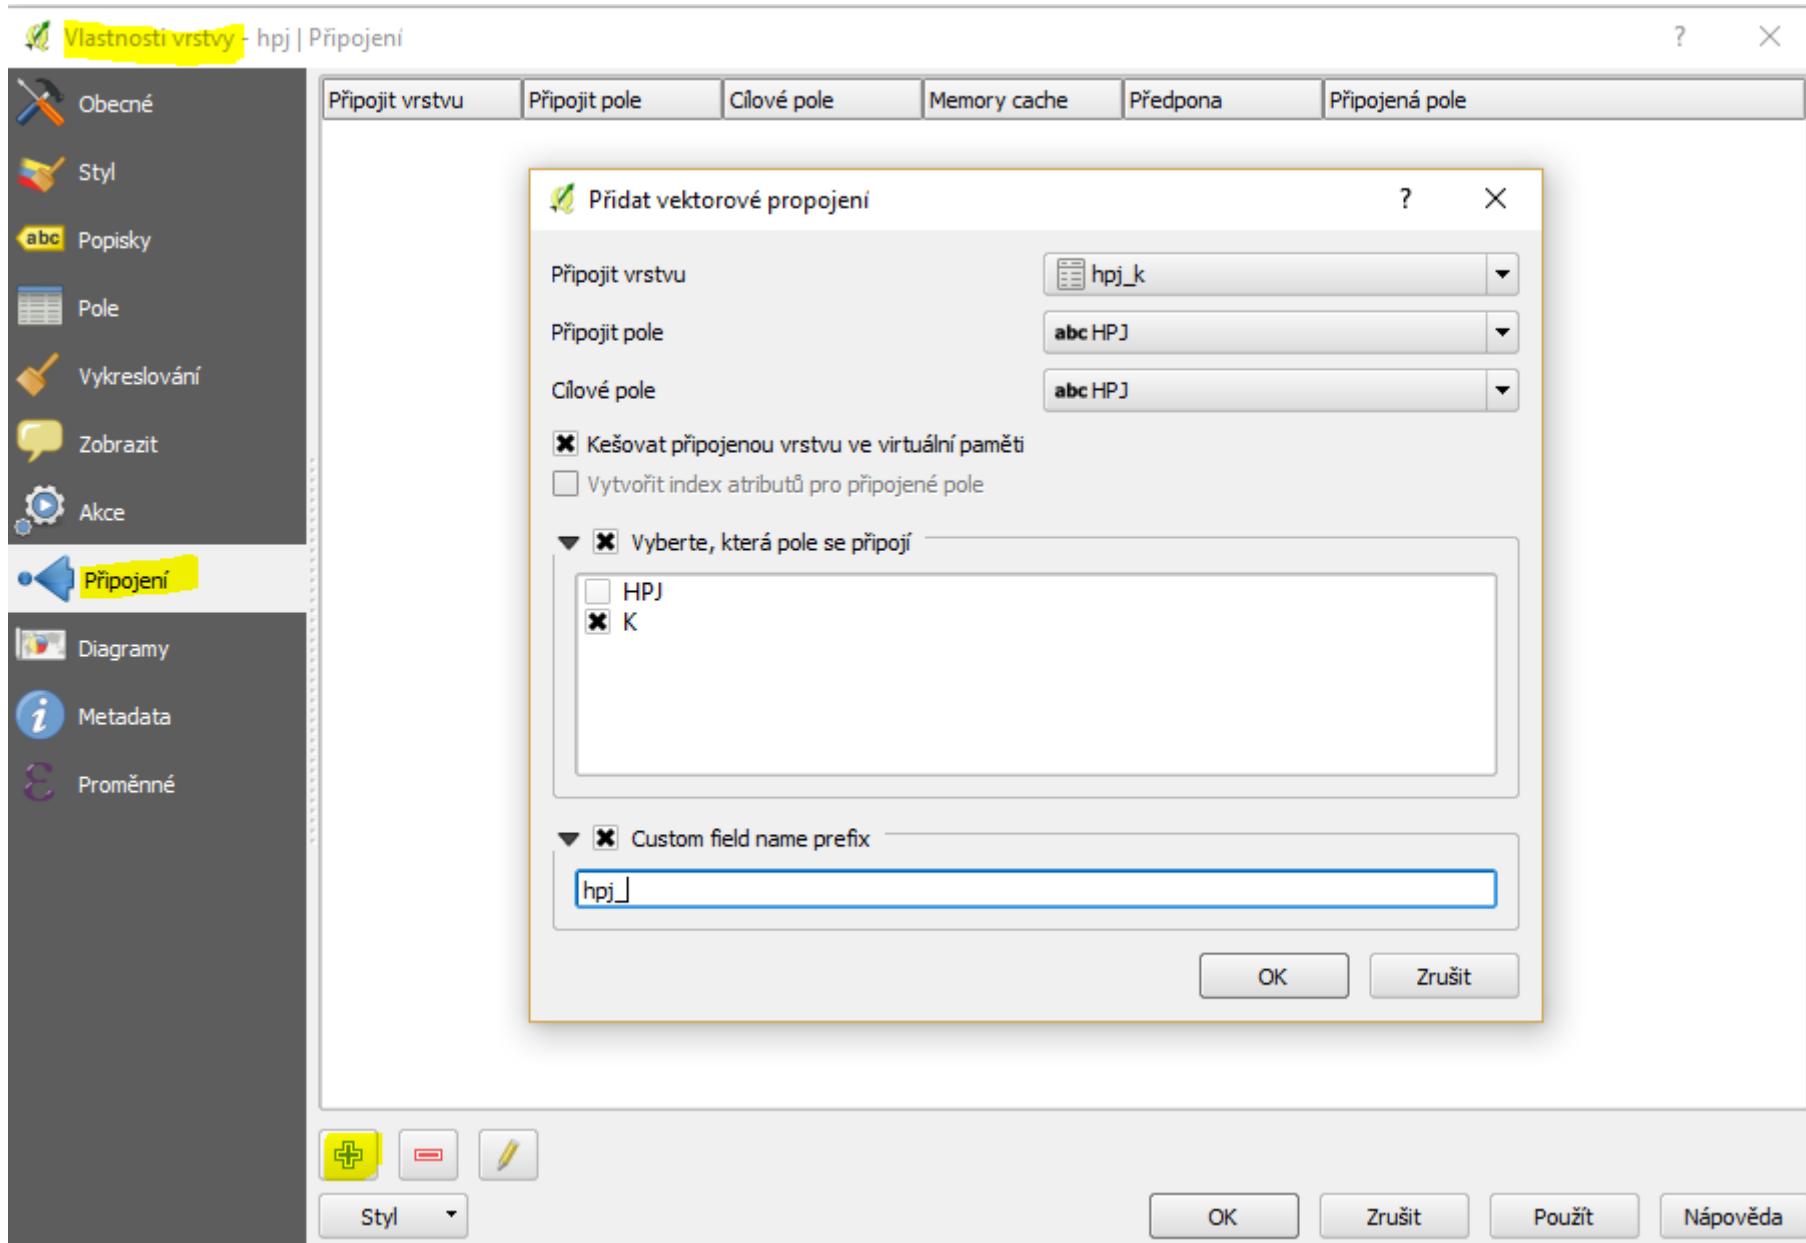 Vlastnosti vrstvy - hpj | Připojení
?
Obecné
Styl
abc Popisky
Pole
Vykreslování
Zobrazit
Akce
Připojení
Diagramy
Metadata
Proměnné
Připojit vrstvu Připojit pole Cílové pole Memory cache Předpona Připojená pole
Přidat vektorové propojení ?
Připojit vrstvu hpj_k
Připojit pole abc HPJ
Cílové pole abc HPJ
Kešovat připojenou vrstvu ve virtuální paměti
Vytvořit index atributů pro připojené pole
Vyberte, která pole se připojí
HPJ
K
Custom field name prefix
hpj_
OK Zrušit
Styl OK Zrušit Použít Nápověda